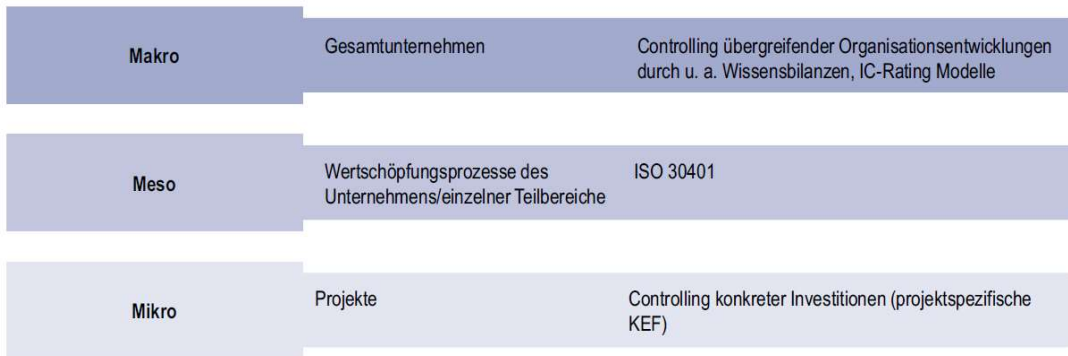 Makro
Gesamtunternehmen
Controlling übergreifender Organisationsentwicklungen
durch u. a. Wissensbilanzen, IC-Rating Modelle
Meso
Wertschöpfungsprozesse des
Unternehmens/einzelner Teilbereiche
ISO 30401
Mikro
Projekte
Controlling konkreter Investitionen (projektspezifische
KEF)